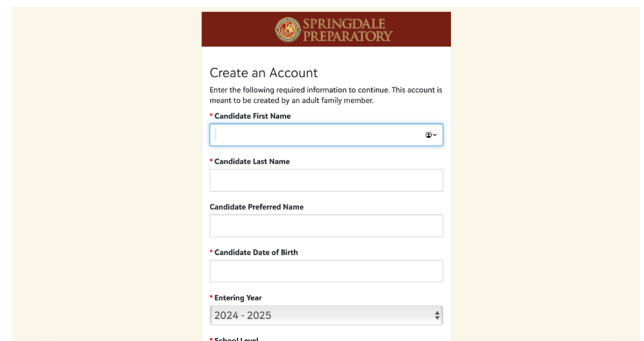 SPRINGDALE
PREPARATORY
Create an Account
Enter the following required information to continue. This account is
meant to be created by an adult family member.
* Candidate First Name
* Candidate Last Name
Candidate Preferred Name
* Candidate Date of Birth
* Entering Year
2024 - 2025
* School Level